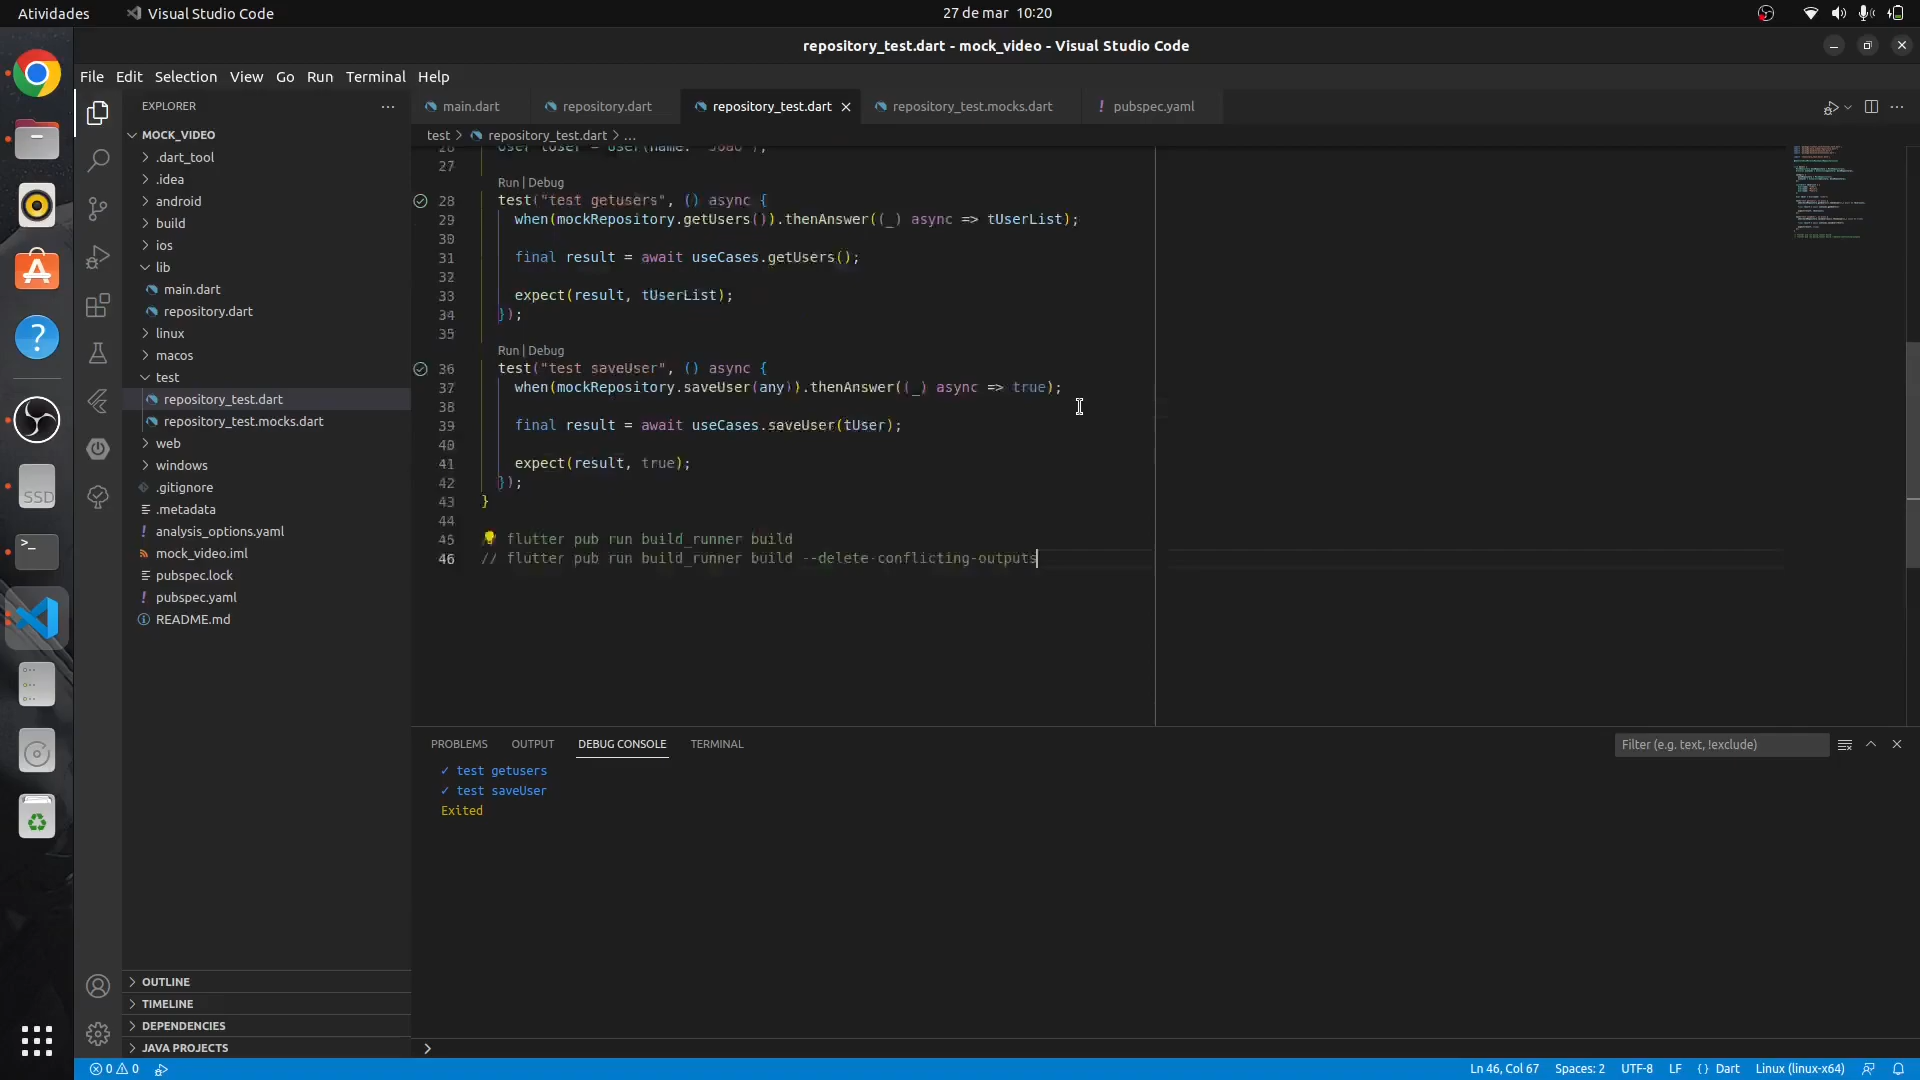 Atividades
Visual Studio Code
27 de mar 10:20
repository_test.dart - mock_video - Visual Studio Code
File Edit Selection View Go Run Terminal Help
EXPLORER
MOCK_VIDEO
.dart_tool
.idea
android
build
ios
lib
main.dart
repository.dart
linux
macos
test
repository_test.dart
repository_test.mocks.dart
web
windows
.gitignore
.metadata
analysis_options.yaml
mock_video.iml
pubspec.lock
pubspec.yaml
README.md
OUTLINE
TIMELINE
DEPENDENCIES
JAVA PROJECTS
SSD
main.dart repository.dart repository_test.dart repository_test.mocks.dart pubspec.yaml
test > repository_test.dart > ...
26 User tUser = User(name: "Joao");
27
Run | Debug
28 test("test getusers", () async {
29 when(mockRepository.getUsers()).thenAnswer((_) async => tUserList);
30
31 final result = await useCases.getUsers();
32
33 expect(result, tUserList);
34 });
35
Run | Debug
36 test("test saveUser", () async {
37 when(mockRepository.saveUser(any)).thenAnswer((_) async => true);
38
39 final result = await useCases.saveUser(tUser);
40
41 expect(result, true);
42 });
43 }
44
45 flutter pub run build_runner build
46 // flutter pub run build_runner build --delete-conflicting-outputs
PROBLEMS OUTPUT DEBUG CONSOLE TERMINAL
Filter (e.g. text, !exclude)
✓ test getusers
✓ test saveUser
Exited
0 0
Ln 46, Col 67 Spaces: 2 UTF-8 LF {} Dart Linux (linux-x64)